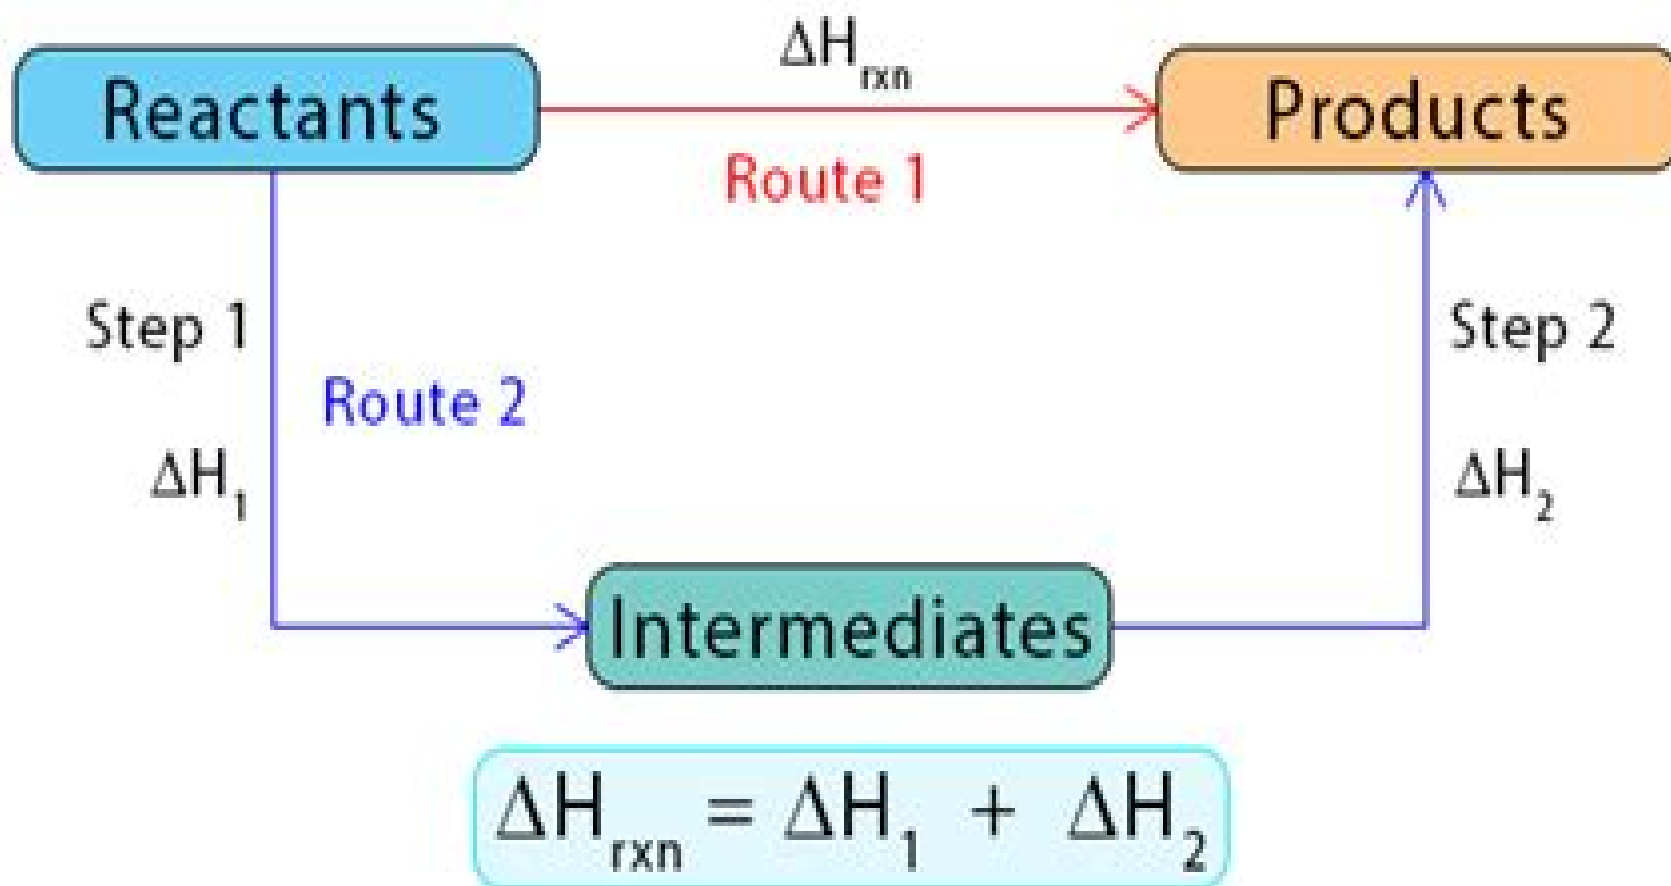 ΔHrxn
Reactants
Products
Route 1
Step 1
Step 2
Route 2
ΔH1
ΔH2
Intermediates
ΔHrxn = ΔH1 + ΔH2